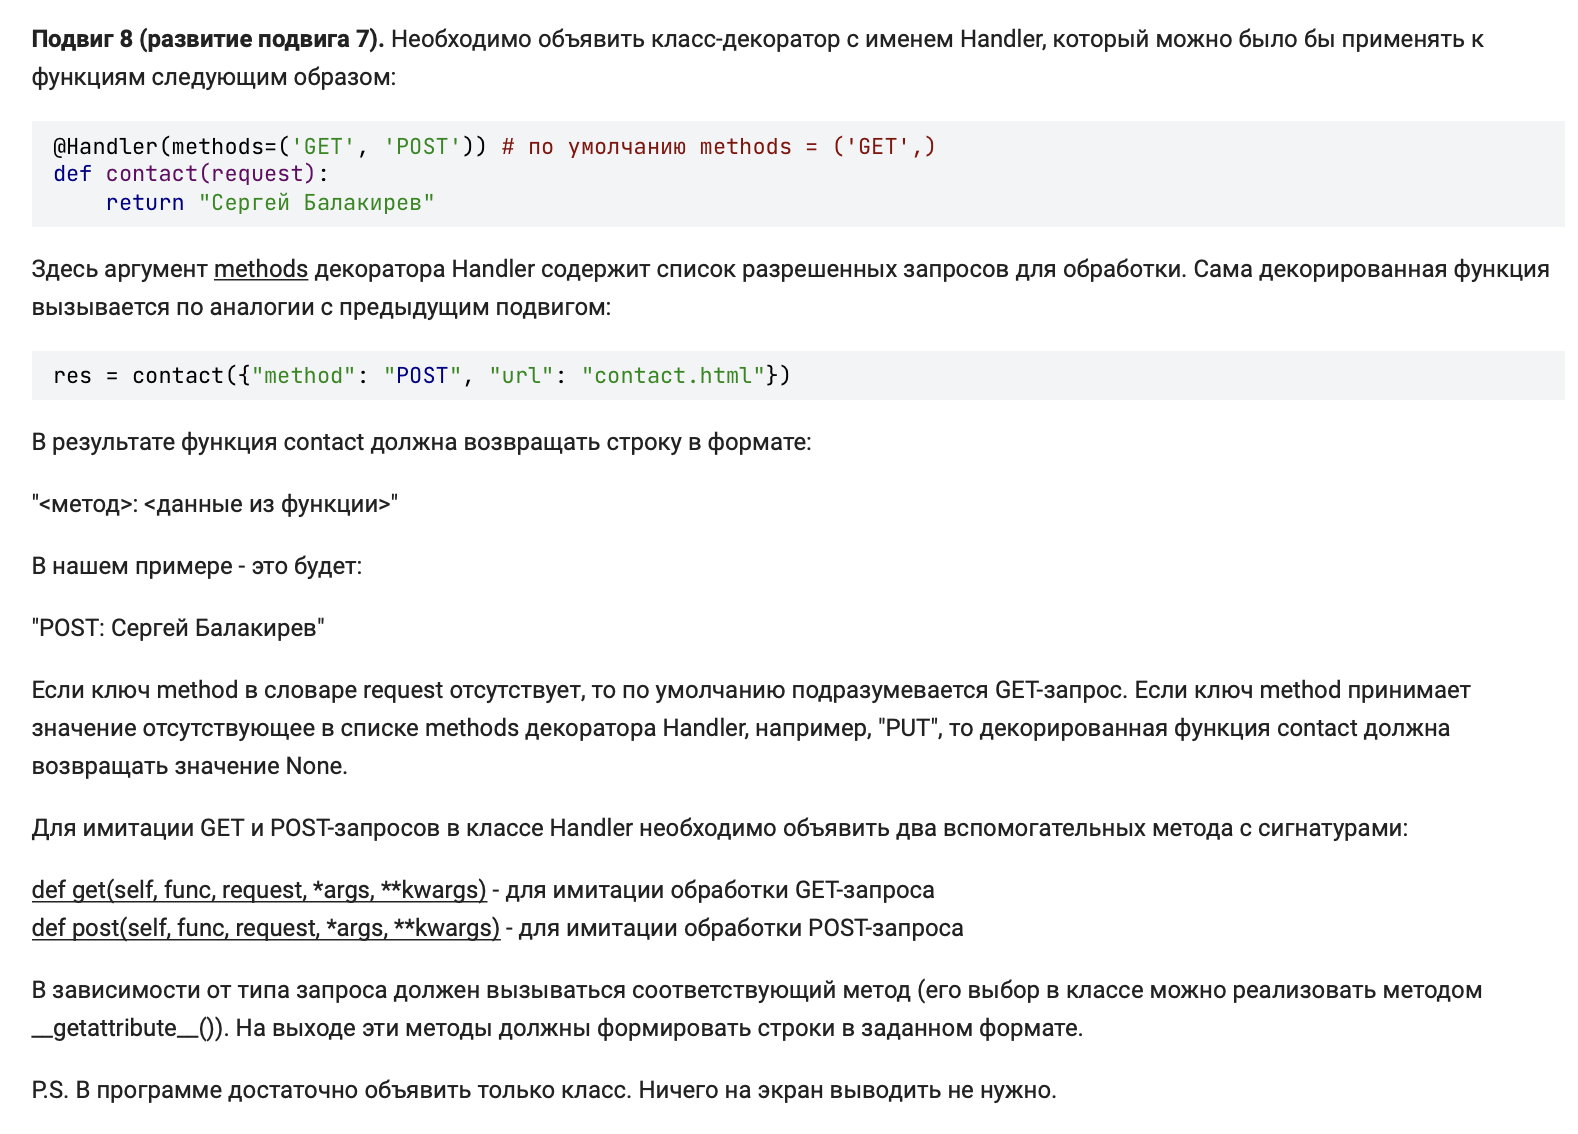 Подвиг 8 (развитие подвига 7). Необходимо объявить класс-декоратор с именем Handler, который можно было бы применять к
функциям следующим образом:
@Handler(methods=('GET', 'POST')) # по умолчанию methods = ('GET',)
def contact(request):
    return "Сергей Балакирев"
Здесь аргумент methods декоратора Handler содержит список разрешенных запросов для обработки. Сама декорированная функция
вызывается по аналогии с предыдущим подвигом:
res = contact({"method": "POST", "url": "contact.html"})
В результате функция contact должна возвращать строку в формате:
"<метод>: <данные из функции>"
В нашем примере - это будет:
"POST: Сергей Балакирев"
Если ключ method в словаре request отсутствует, то по умолчанию подразумевается GET-запрос. Если ключ method принимает
значение отсутствующее в списке methods декоратора Handler, например, "PUT", то декорированная функция contact должна
возвращать значение None.
Для имитации GET и POST-запросов в классе Handler необходимо объявить два вспомогательных метода с сигнатурами:
def get(self, func, request, *args, **kwargs) - для имитации обработки GET-запроса
def post(self, func, request, *args, **kwargs) - для имитации обработки POST-запроса
В зависимости от типа запроса должен вызываться соответствующий метод (его выбор в классе можно реализовать методом
__getattribute__()). На выходе эти методы должны формировать строки в заданном формате.
P.S. В программе достаточно объявить только класс. Ничего на экран выводить не нужно.